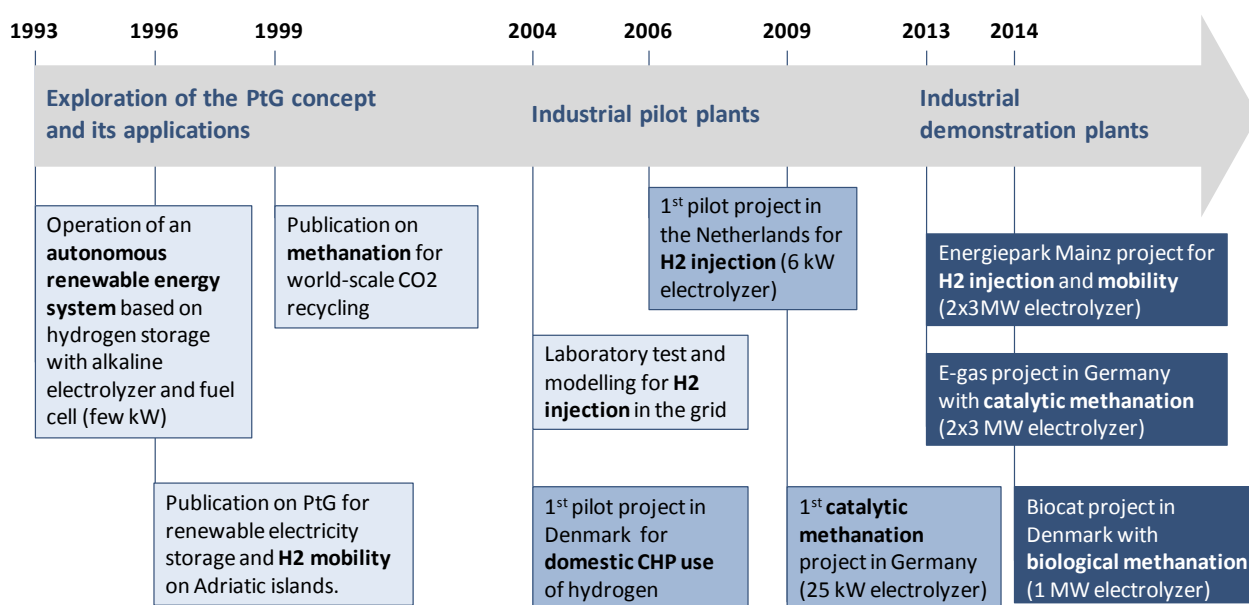 1993
1996
1999
2004
2006
2009
2013
2014
Exploration of the PtG concept
and its applications
Industrial pilot plants
Industrial
demonstration plants
Operation of an
autonomous
renewable energy
system based on
hydrogen storage
with alkaline
electrolyzer and fuel
cell (few kW)
Publication on
methanation for
world-scale CO2
recycling
1st pilot project in
the Netherlands for
H2 injection (6 kW
electrolyzer)
Energiepark Mainz project for
H2 injection and mobility
(2x3MW electrolyzer)
Laboratory test and
modelling for H2
injection in the grid
E-gas project in Germany
with catalytic methanation
(2x3 MW electrolyzer)
Publication on PtG for
renewable electricity
storage and H2 mobility
on Adriatic islands.
1st pilot project in
Denmark for
domestic CHP use
of hydrogen
1st catalytic
methanation
project in Germany
(25 kW electrolyzer)
Biocat project in
Denmark with
biological methanation
(1 MW electrolyzer)